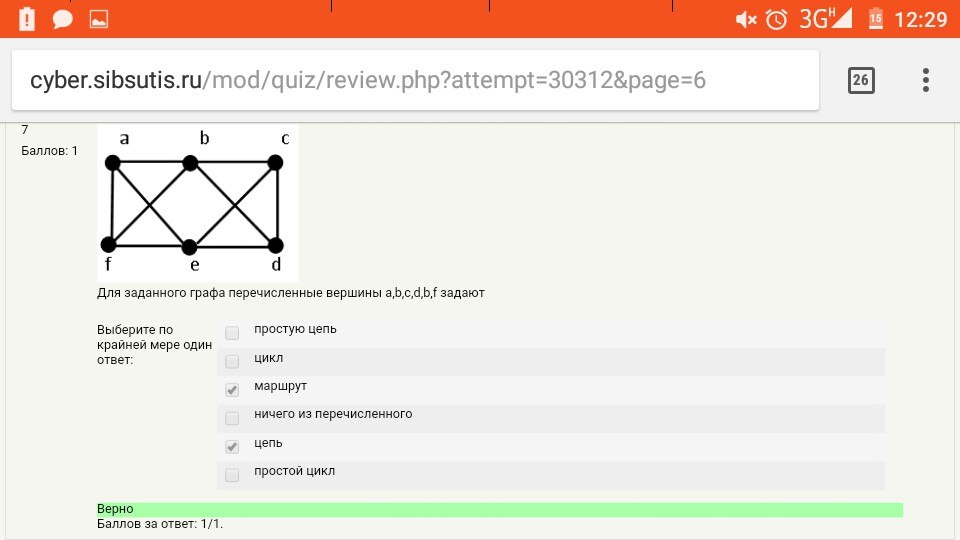 3G H 15 12:29
cyber.sibsutis.ru/mod/quiz/review.php?attempt=30312&page=6 26
7
Баллов: 1
a b c
f e d
Для заданного графа перечисленные вершины a,b,c,d,b,f задают
Выберите по
крайней мере один
ответ:
простую цепь
цикл
маршрут
ничего из перечисленного
цепь
простой цикл
Верно
Баллов за ответ: 1/1.